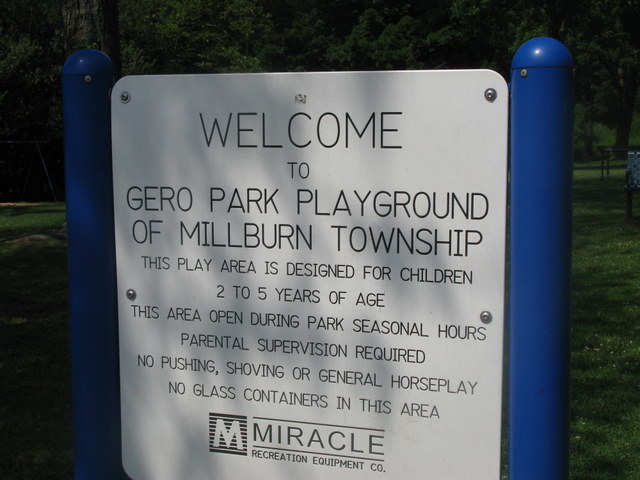 WELCOME
TO
GERO PARK PLAYGROUND
OF MILLBURN TOWNSHIP
THIS PLAY AREA IS DESIGNED FOR CHILDREN
2 TO 5 YEARS OF AGE
THIS AREA OPEN DURING PARK SEASONAL HOURS
PARENTAL SUPERVISION REQUIRED
NO PUSHING, SHOVING OR GENERAL HORSEPLAY
NO GLASS CONTAINERS IN THIS AREA
M MIRACLE
RECREATION EQUIPMENT CO.